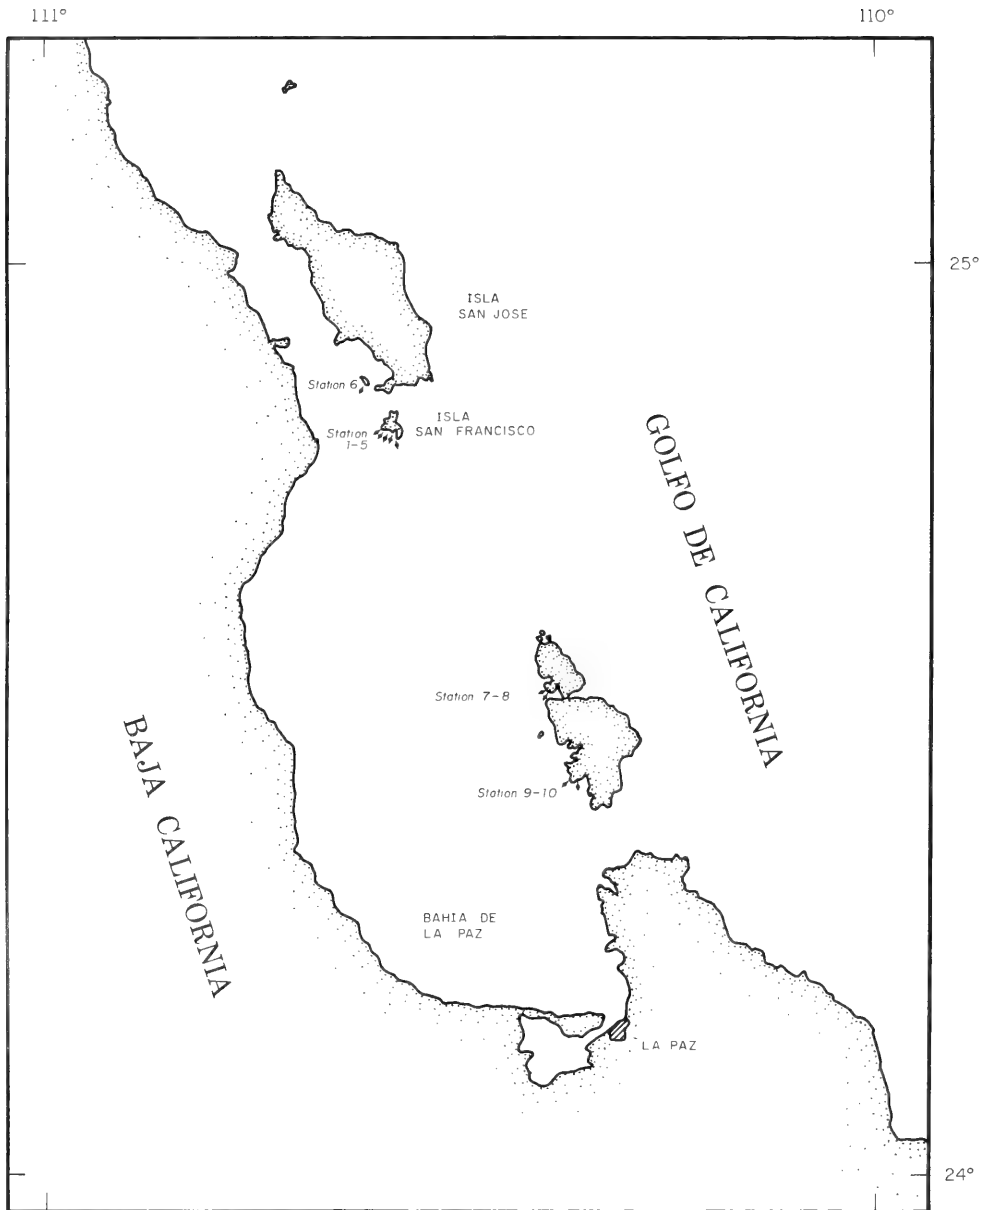 111°
110°
25°
ISLA
SAN JOSE
Station 6
ISLA
SAN FRANCISCO
Station
1-5
GOLFO DE CALIFORNIA
Station 7-8
BAJA CALIFORNIA
Station 9-10
BAHIA DE
LA PAZ
LA PAZ
24°